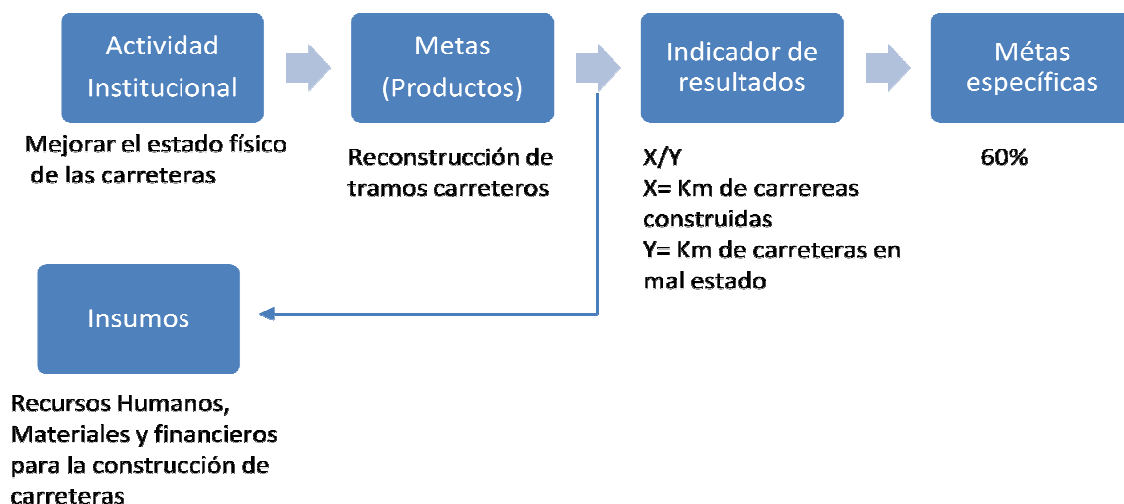 Actividad
Institucional
Metas
(Productos)
Indicador de
resultados
Métas
específicas
Mejorar el estado físico
de las carreteras
Reconstrucción de
tramos carreteros
X/Y
X= Km de carrereas
construidas
Y= Km de carreteras en
mal estado
60%
Insumos
Recursos Humanos,
Materiales y financieros
para la construcción de
carreteras